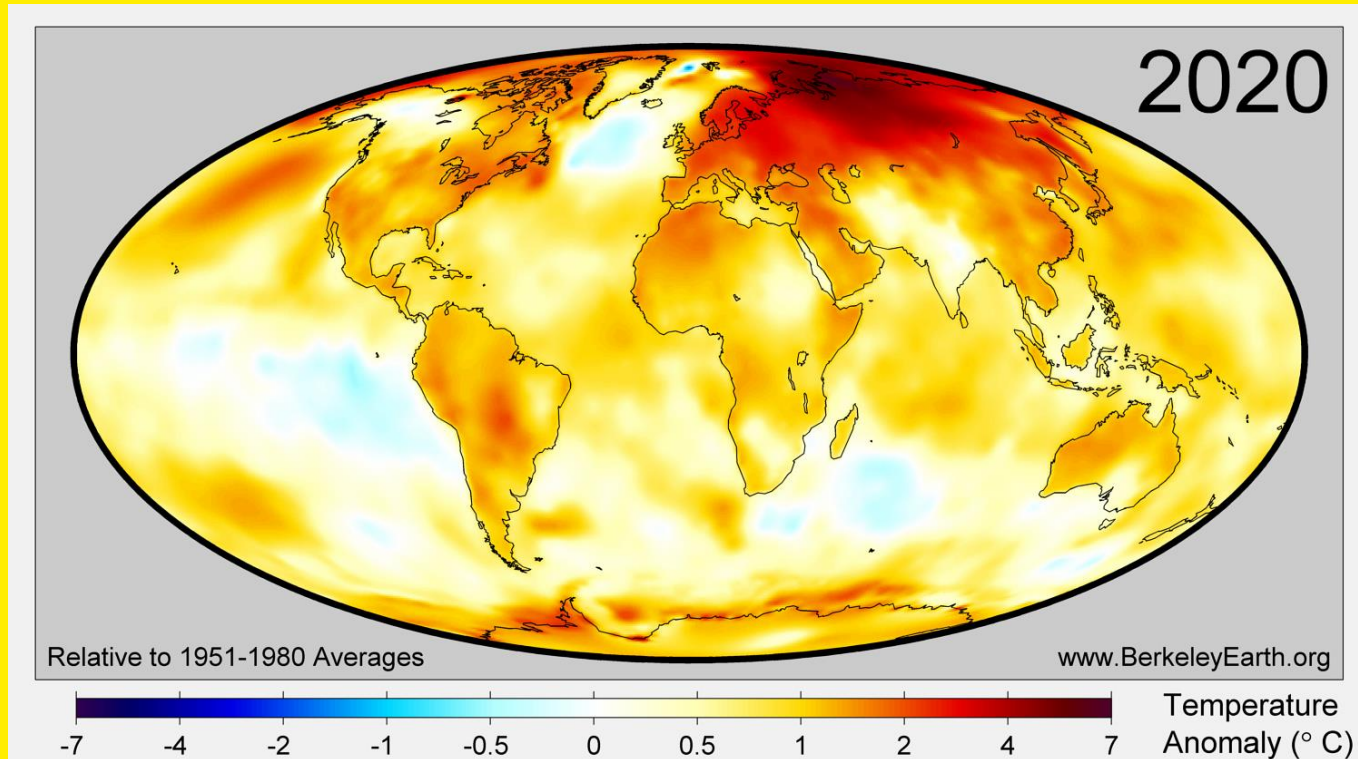 2020
Relative to 1951-1980 Averages
www.BerkeleyEarth.org
-7 -4 -2 -1 -0.5 0 0.5 1 2 4 7
Temperature
Anomaly (° C)